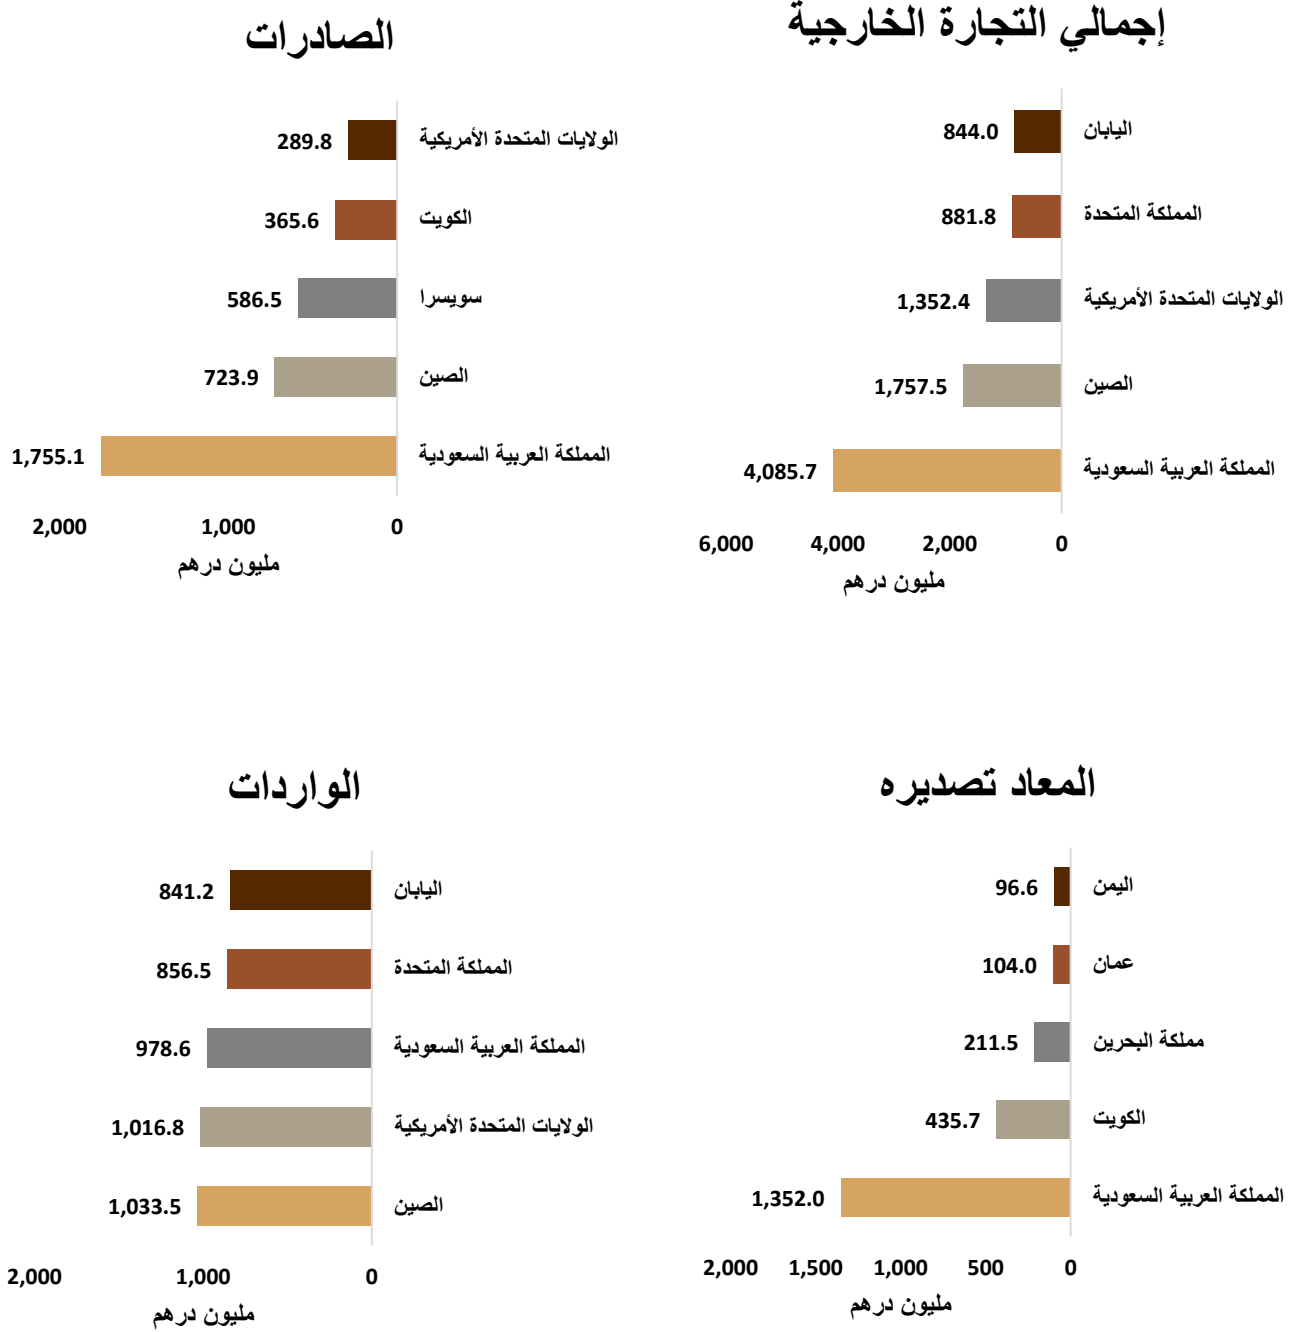 إجمالي التجارة الخارجية
اليابان 844.0
المملكة المتحدة 881.8
الولايات المتحدة الأمريكية 1,352.4
الصين 1,757.5
المملكة العربية السعودية 4,085.7
0 2,000 4,000 6,000
مليون درهم
الصادرات
الولايات المتحدة الأمريكية 289.8
الكويت 365.6
سويسرا 586.5
الصين 723.9
المملكة العربية السعودية 1,755.1
0 1,000 2,000
مليون درهم
المعاد تصديره
اليمن 96.6
عمان 104.0
مملكة البحرين 211.5
الكويت 435.7
المملكة العربية السعودية 1,352.0
0 500 1,000 1,500 2,000
مليون درهم
الواردات
اليابان 841.2
المملكة المتحدة 856.5
المملكة العربية السعودية 978.6
الولايات المتحدة الأمريكية 1,016.8
الصين 1,033.5
0 1,000 2,000
مليون درهم